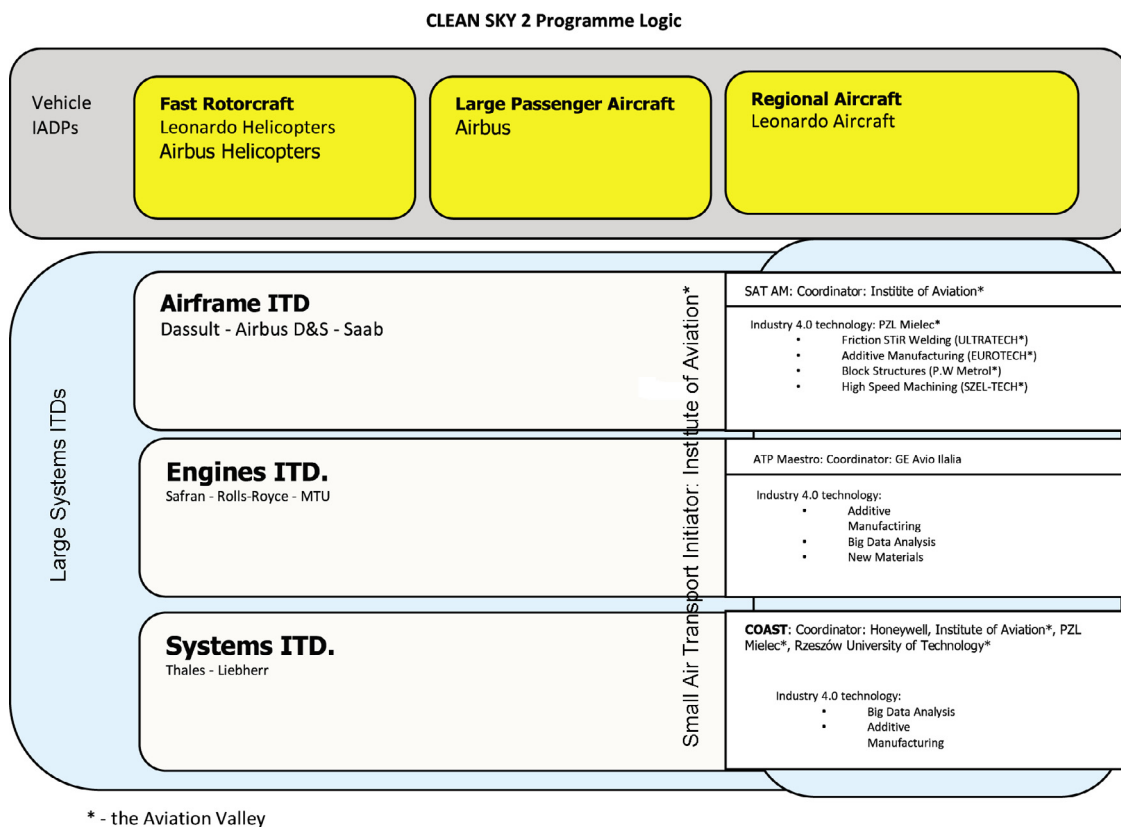 CLEAN SKY 2 Programme Logic
Vehicle
IADPs
Fast Rotorcraft
Leonardo Helicopters
Airbus Helicopters
Large Passenger Aircraft
Airbus
Regional Aircraft
Leonardo Aircraft
Large Systems ITDs
Airframe ITD
Dassult - Airbus D&S - Saab
Engines ITD.
Safran - Rolls-Royce - MTU
Systems ITD.
Thales - Liebherr
Small Air Transport Initiator: Institute of Aviation*
SAT AM: Coordinator: Institite of Aviation*
Industry 4.0 technology: PZL Mielec*
▪ Friction STiR Welding (ULTRATECH*)
▪ Additive Manufacturing (EUROTECH*)
▪ Block Structures (P.W Metrol*)
▪ High Speed Machining (SZEL-TECH*)
ATP Maestro: Coordinator: GE Avio Ilalia
Industry 4.0 technology:
▪ Additive
Manufactiring
▪ Big Data Analysis
▪ New Materials
COAST: Coordinator: Honeywell, Institute of Aviation*, PZL
Mielec*, Rzeszów University of Technology*
Industry 4.0 technology:
▪ Big Data Analysis
▪ Additive
Manufacturing
* - the Aviation Valley